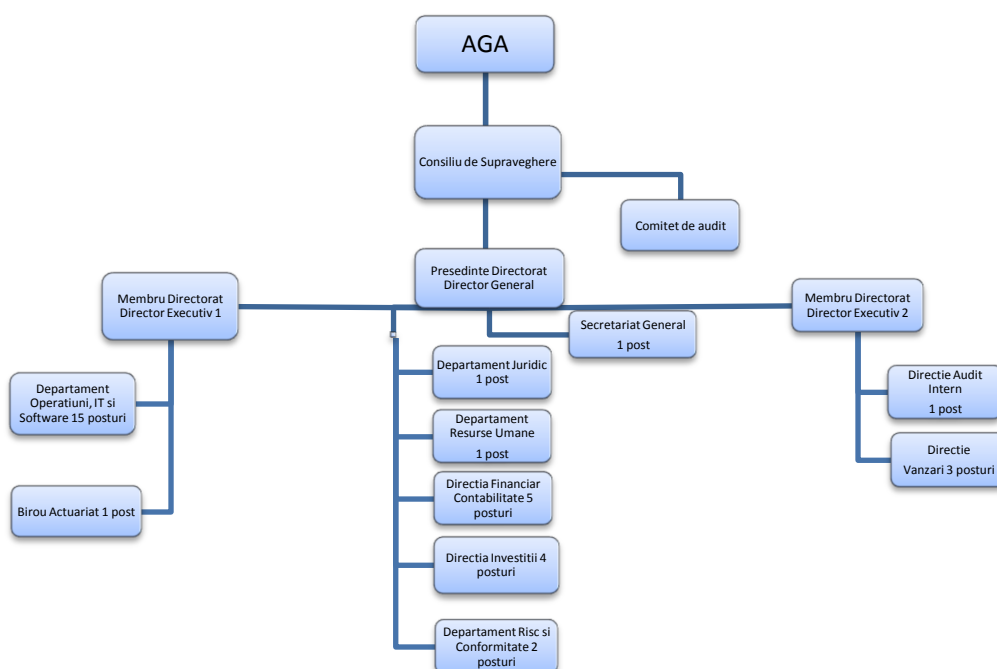 AGA
Consiliu de Supraveghere
Comitet de audit
Presedinte Directorat
Director General
Membru Directorat
Director Executiv 1
Membru Directorat
Director Executiv 2
Secretariat General
1 post
Departament Juridic
1 post
Departament
Resurse Umane
1 post
Directia Financiar
Contabilitate 5
posturi
Directia Investitii 4
posturi
Departament Risc si
Conformitate 2
posturi
Departament
Operatiuni, IT si
Software 15 posturi
Birou Actuariat 1 post
Directie Audit
Intern
1 post
Directie
Vanzari 3 posturi